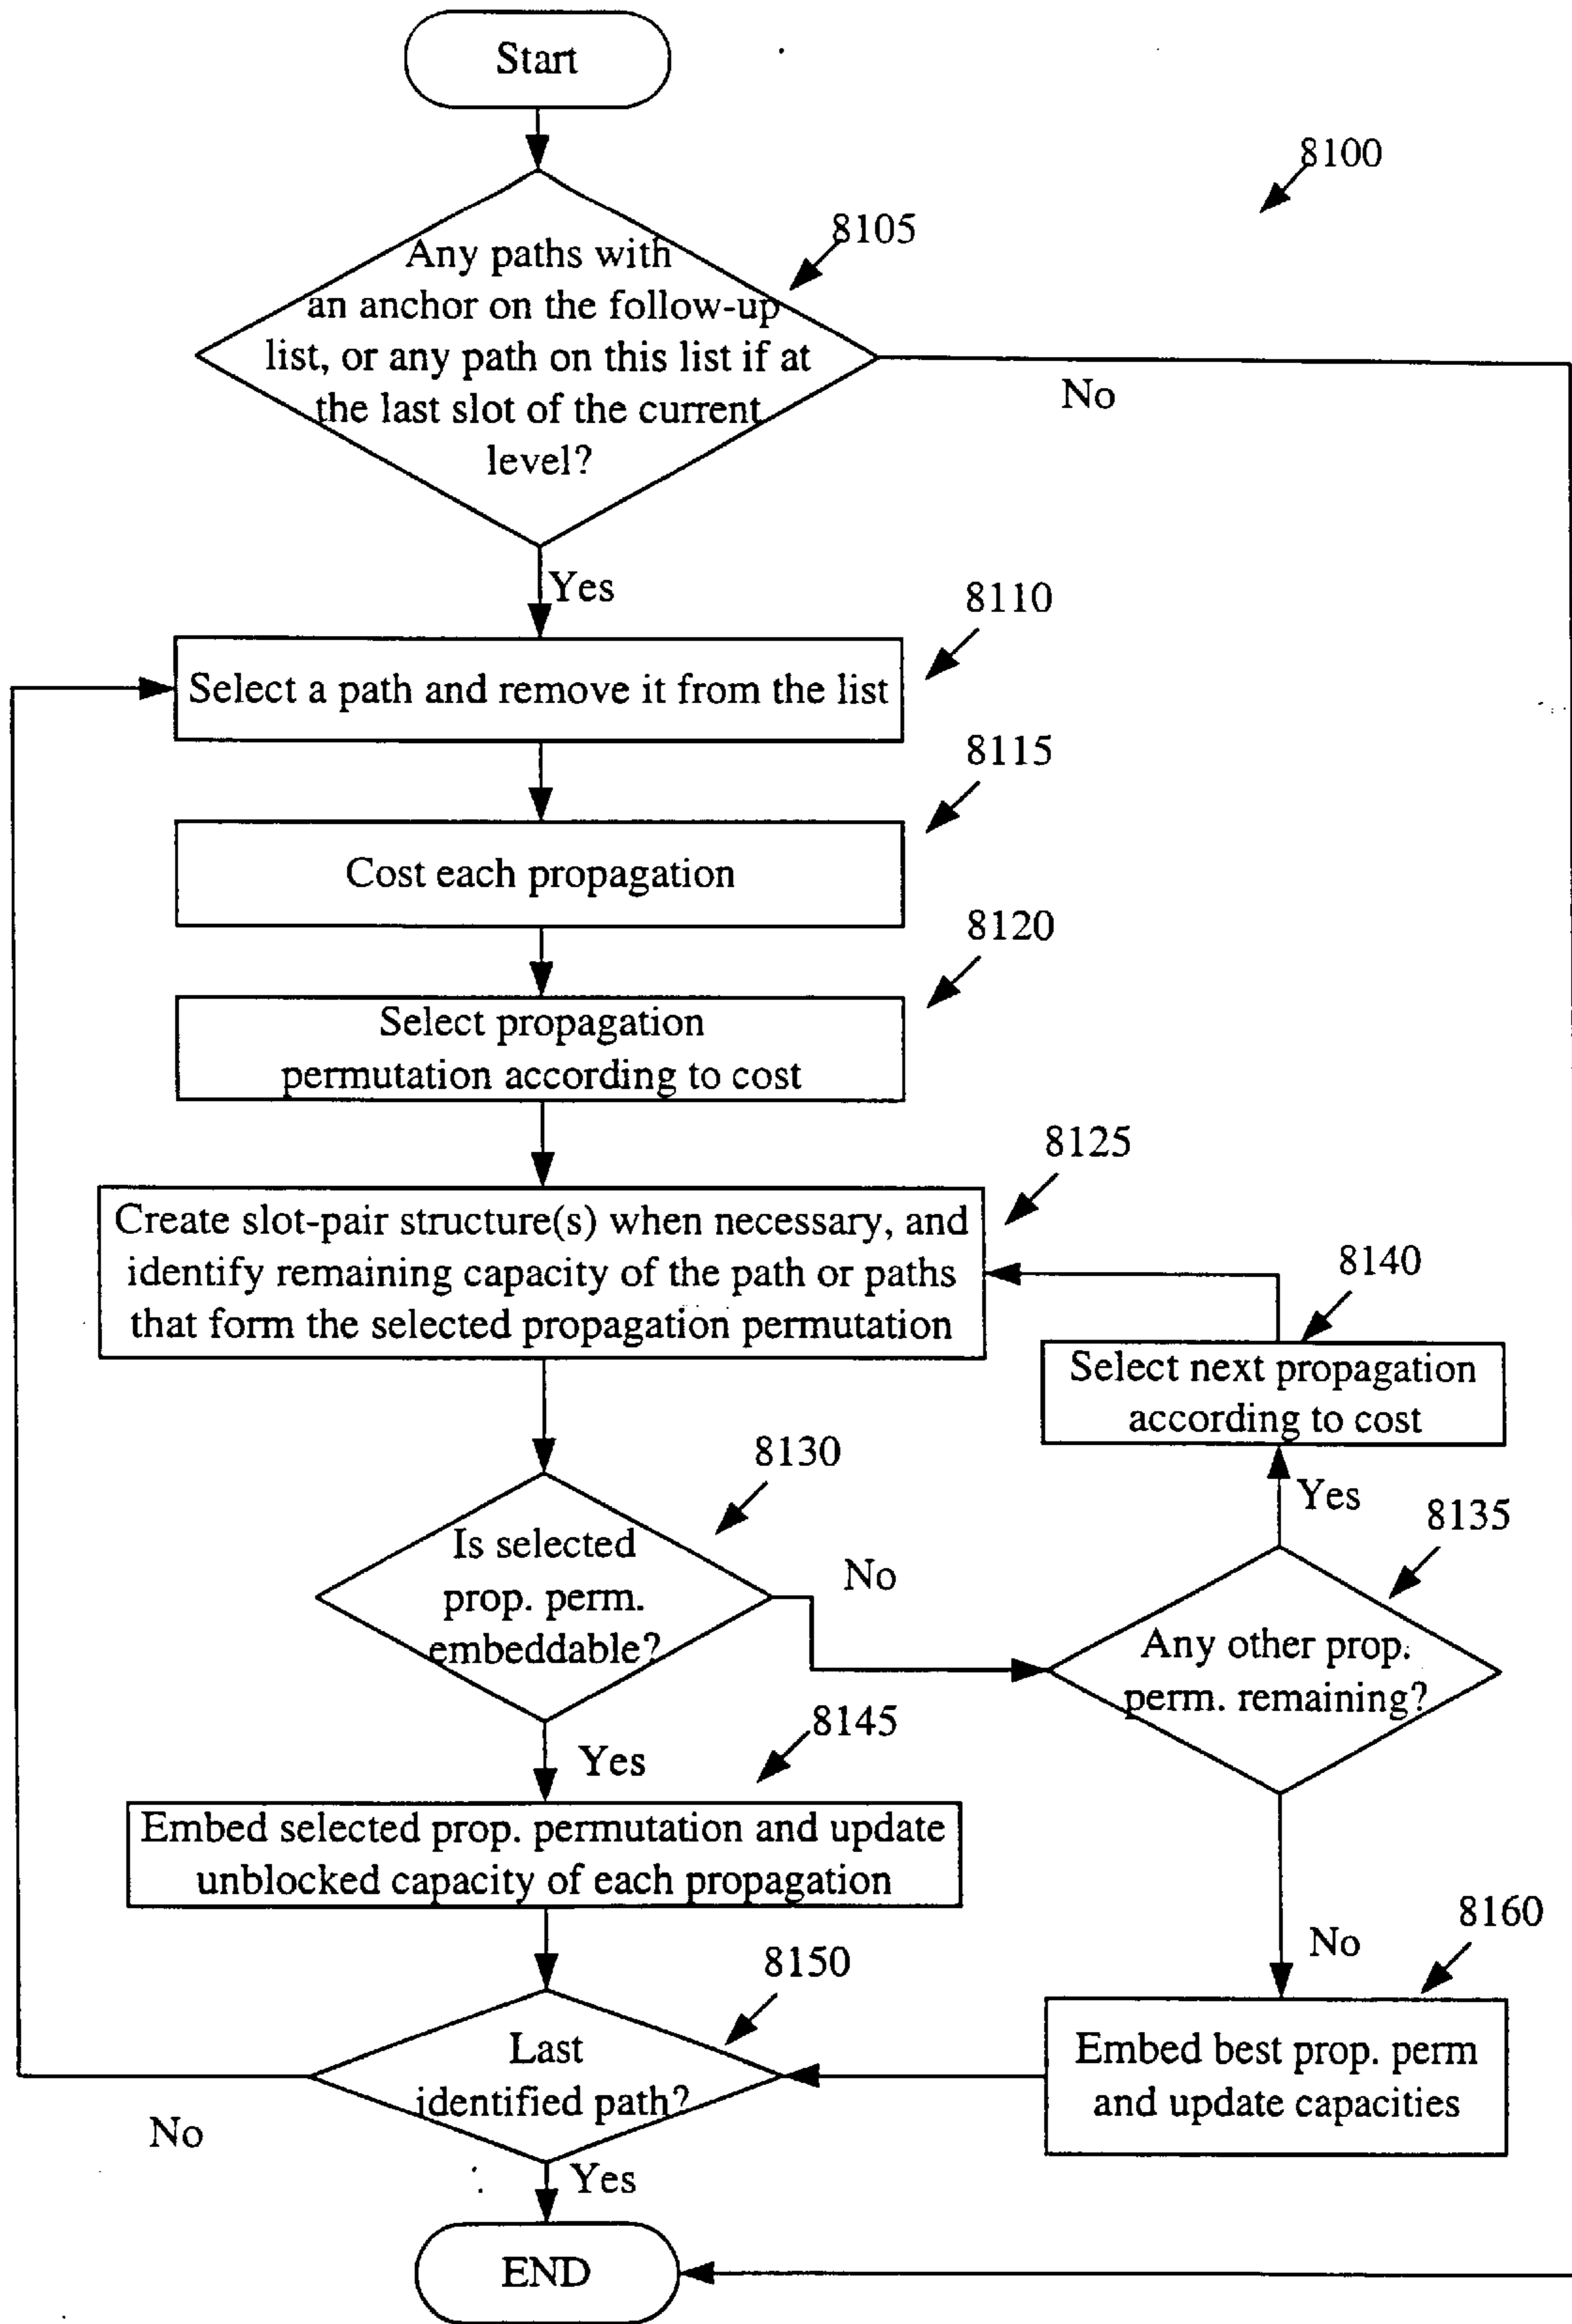 Start
8100
8105
Any paths with
an anchor on the follow-up
list, or any path on this list if at
the last slot of the current
level?
No
Yes
8110
Select a path and remove it from the list
8115
Cost each propagation
8120
Select propagation
permutation according to cost
8125
Create slot-pair structure(s) when necessary, and
identify remaining capacity of the path or paths
that form the selected propagation permutation
8140
Select next propagation
according to cost
8130
Is selected
prop. perm.
embeddable?
No
Yes
8135
Any other prop.
perm. remaining?
8145
Yes
Embed selected prop. permutation and update
unblocked capacity of each propagation
No
8160
Embed best prop. perm
and update capacities
8150
Last
identified path?
No
Yes
END